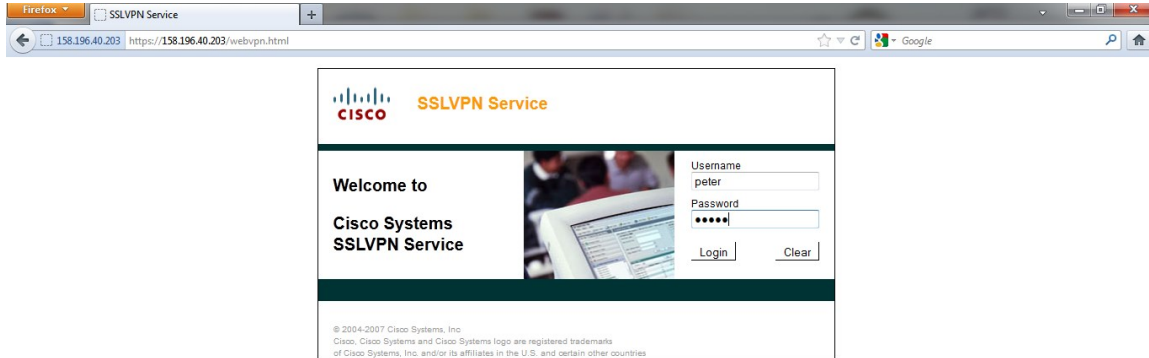 Firefox
SSLVPN Service
158.196.40.203 https://158.196.40.203/webvpn.html
Google
CISCO
SSLVPN Service
Welcome to
Cisco Systems
SSLVPN Service
Username
peter
Password
Login
Clear
© 2004-2007 Cisco Systems, Inc
Cisco, Cisco Systems and Cisco Systems logo are registered trademarks
of Cisco Systems, Inc. and/or its affiliates in the U.S. and certain other countries